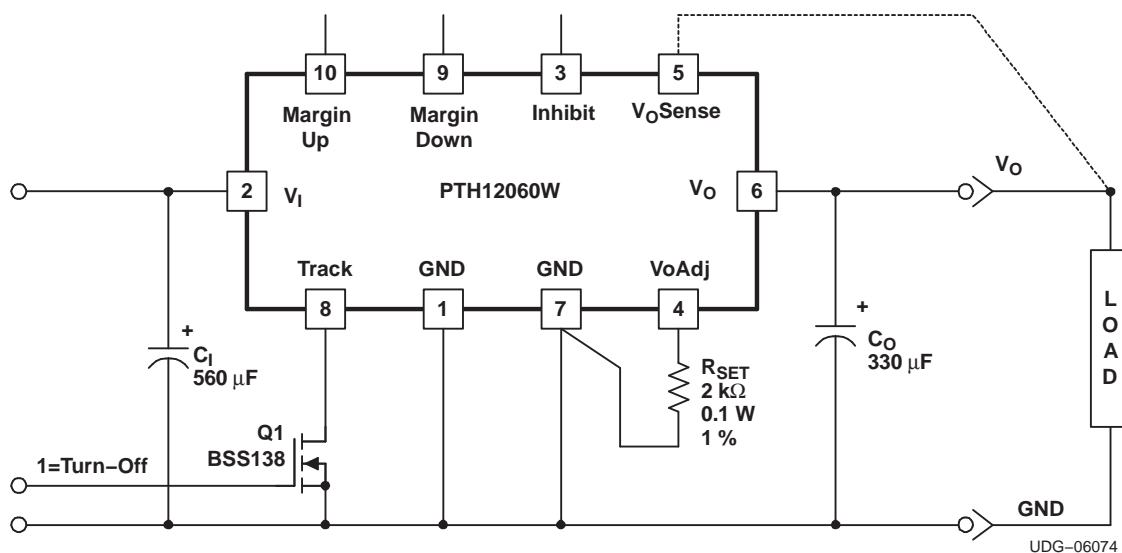 10
9
3
5
Margin
Up
Margin
Down
Inhibit
VOSense
2
VI
PTH12060W
VO
6
VO
Track
GND
GND
VoAdj
8
1
7
4
+
CI
560 μF
RSET
2 kΩ
0.1 W
1 %
+
CO
330 μF
LOAD
Q1
BSS138
1=Turn−Off
GND
UDG−06074